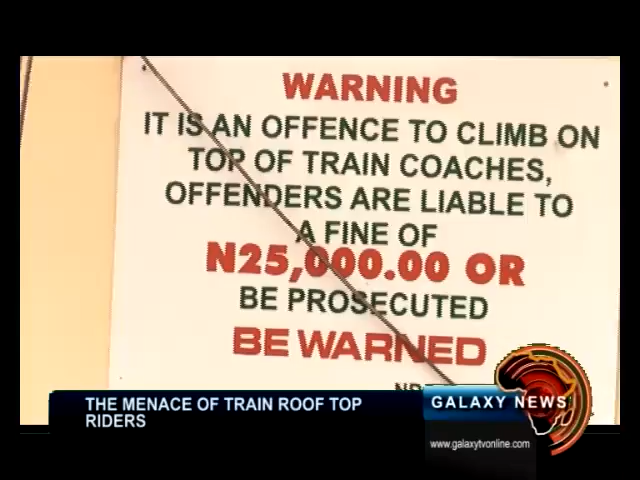 WARNING
IT IS AN OFFENCE TO CLIMB ON
TOP OF TRAIN COACHES,
OFFENDERS ARE LIABLE TO
A FINE OF
N25,000.00 OR
BE PROSECUTED
BE WARNED
THE MENACE OF TRAIN ROOF TOP
RIDERS
GALAXY NEWS
www.galaxytvonline.com